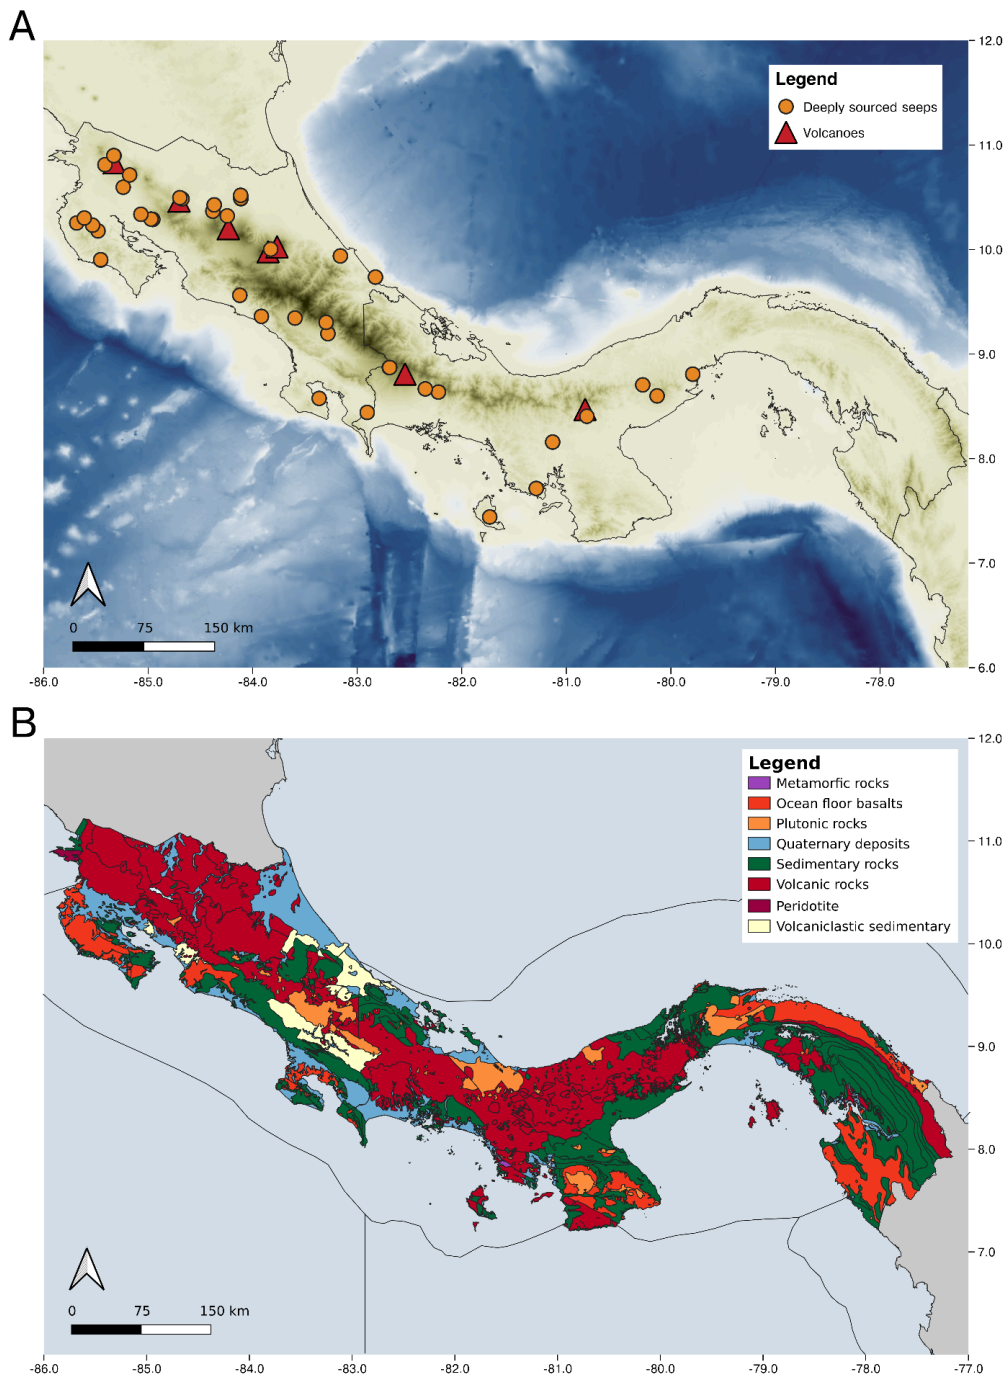 A
12.0
Legend
Deeply sourced seeps
Volcanoes
11.0
10.0
9.0
8.0
7.0
0 75 150 km
6.0
-86.0 -85.0 -84.0 -83.0 -82.0 -81.0 -80.0 -79.0 -78.0
B
12.0
Legend
Metamorfic rocks
Ocean floor basalts
Plutonic rocks
Quaternary deposits
11.0
Sedimentary rocks
Volcanic rocks
Peridotite
Volcaniclastic sedimentary
10.0
9.0
8.0
7.0
0 75 150 km
-86.0 -85.0 -84.0 -83.0 -82.0 -81.0 -80.0 -79.0 -78.0 -77.0